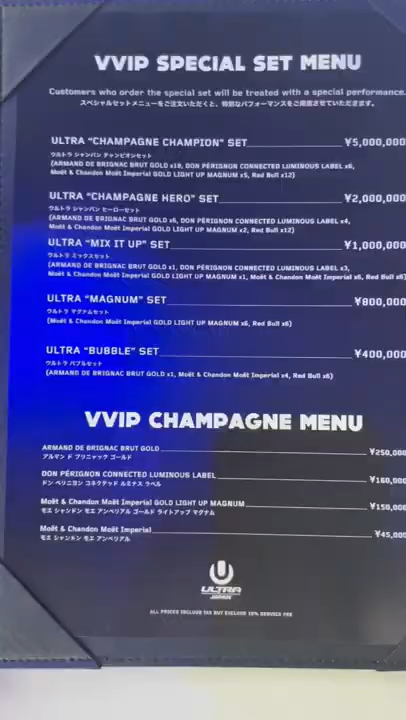 VVIP SPECIAL SET MENU
Customers who order the special set will be treated with a special performance.
スペシャルセットメニューをご注文いただくと、特別なパフォーマンスをご用意させていただきます。
ULTRA "CHAMPAGNE CHAMPION" SET ¥5,000,000
ウルトラ シャンパン チャンピオンセット
(ARMAND DE BRIGNAC BRUT GOLD x10, DON PÉRIGNON CONNECTED LUMINOUS LABEL x6,
Moët & Chandon Moët Imperial GOLD LIGHT UP MAGNUM x5, Red Bull x12)
ULTRA "CHAMPAGNE HERO" SET ¥2,000,000
ウルトラ シャンパン ヒーローセット
(ARMAND DE BRIGNAC BRUT GOLD x6, DON PÉRIGNON CONNECTED LUMINOUS LABEL x4,
Moët & Chandon Moët Imperial GOLD LIGHT UP MAGNUM x2, Red Bull x12)
ULTRA "MIX IT UP" SET ¥1,000,000
ウルトラ ミックスセット
(ARMAND DE BRIGNAC BRUT GOLD x1, DON PÉRIGNON CONNECTED LUMINOUS LABEL x3,
Moët & Chandon Moët Imperial GOLD LIGHT UP MAGNUM x1, Moët & Chandon Moët Imperial x6, Red Bull x6)
ULTRA "MAGNUM" SET ¥800,000
ウルトラ マグナムセット
(Moët & Chandon Moët Imperial GOLD LIGHT UP MAGNUM x6, Red Bull x6)
ULTRA "BUBBLE" SET ¥400,000
ウルトラ バブルセット
(ARMAND DE BRIGNAC BRUT GOLD x1, Moët & Chandon Moët Imperial x4, Red Bull x6)
VVIP CHAMPAGNE MENU
ARMAND DE BRIGNAC BRUT GOLD ¥250,000
アルマン ド ブリニャック ゴールド
DON PÉRIGNON CONNECTED LUMINOUS LABEL ¥160,000
ドン ペリニヨン コネクテッド ルミナス ラベル
Moët & Chandon Moët Imperial GOLD LIGHT UP MAGNUM ¥150,000
モエ シャンドン モエ アンペリアル ゴールド ライトアップ マグナム
Moët & Chandon Moët Imperial ¥45,000
モエ シャンドン モエ アンペリアル
ULTRA
JAPAN
ALL PRICES INCLUDE TAX BUT EXCLUDE 10% SERVICE FEE